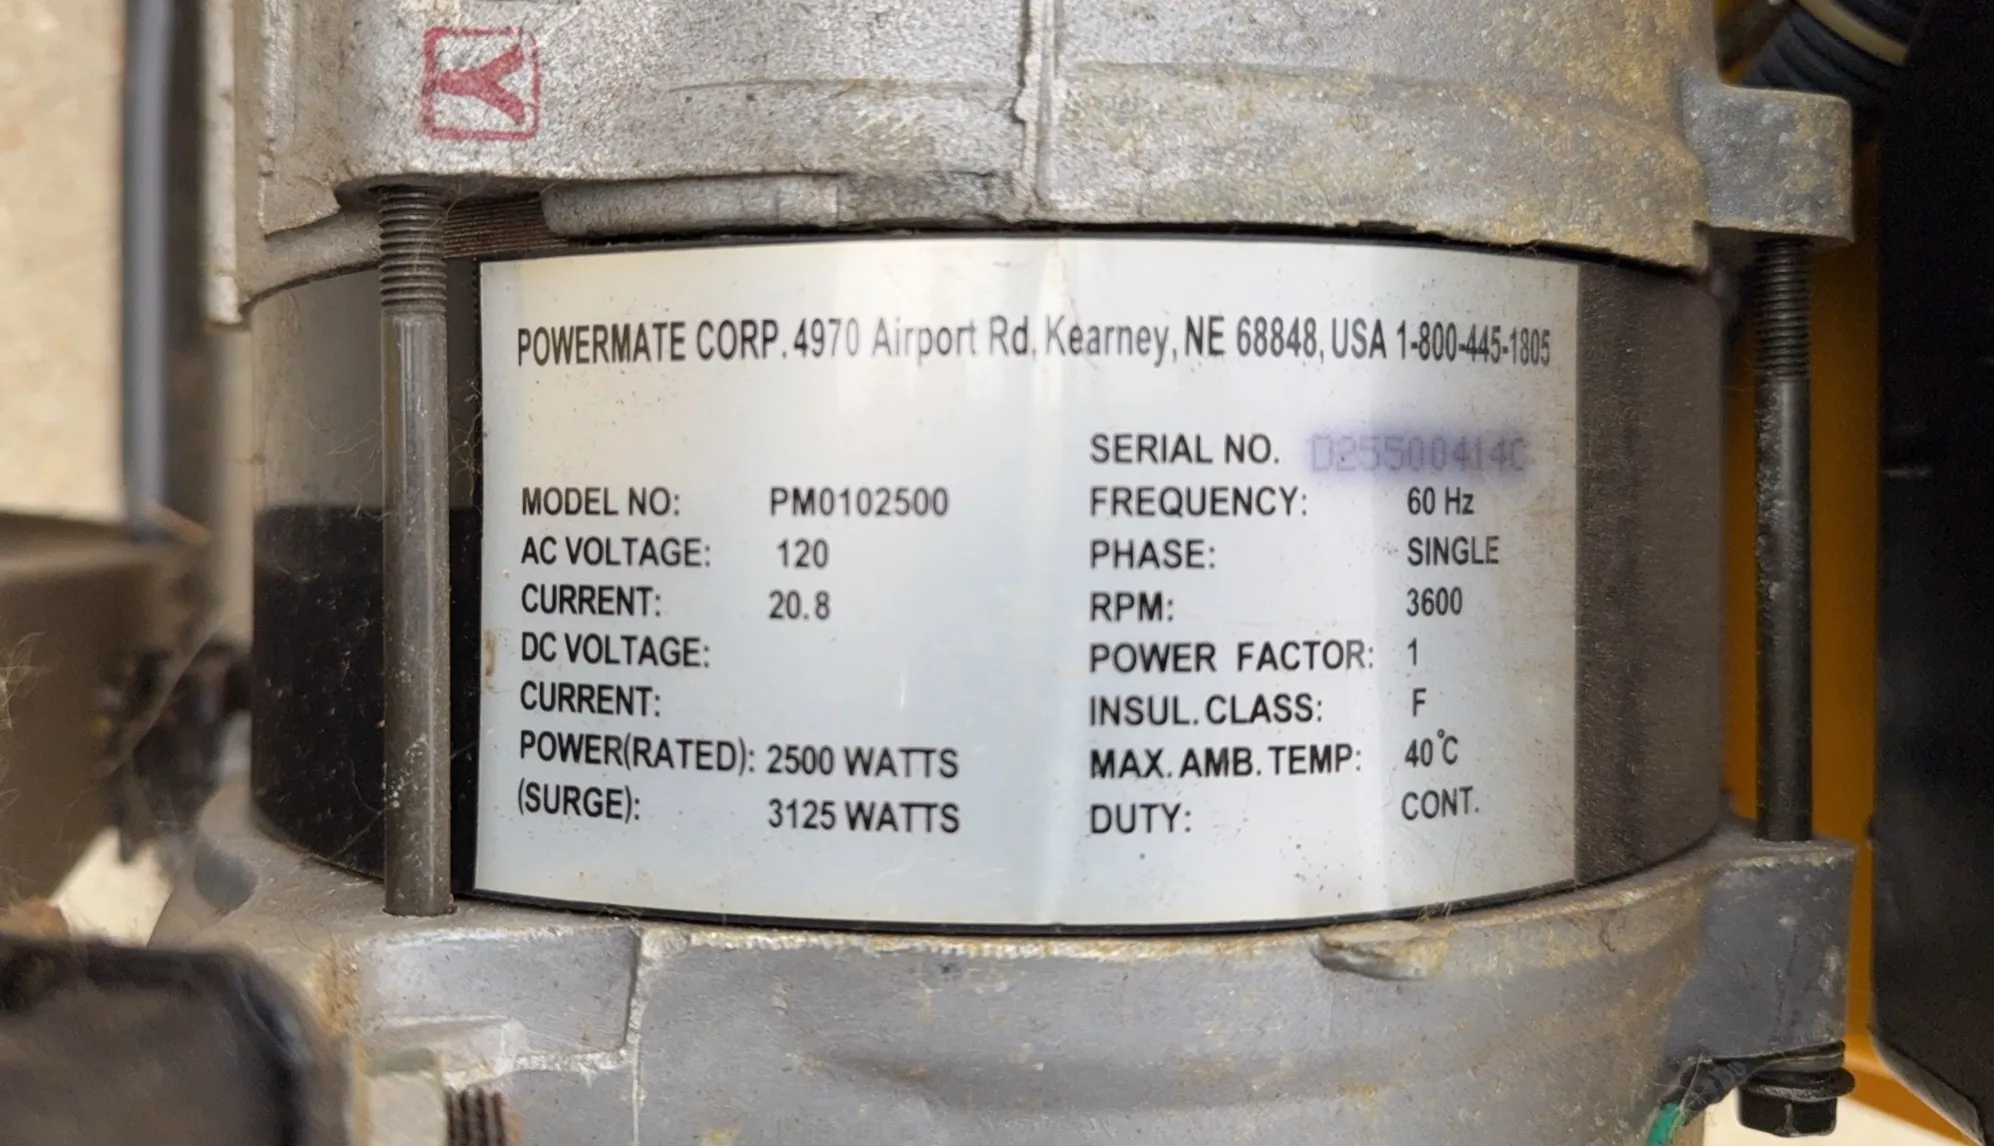 Y
POWERMATE CORP. 4970 Airport Rd, Kearney, NE 68848, USA 1-800-445-1805
SERIAL NO.
MODEL NO: PM0102500 FREQUENCY: 60 Hz
AC VOLTAGE: 120 PHASE: SINGLE
CURRENT: 20.8 RPM: 3600
DC VOLTAGE: POWER FACTOR: 1
CURRENT: INSUL. CLASS: F
POWER(RATED): 2500 WATTS MAX. AMB. TEMP: 40°C
(SURGE): 3125 WATTS DUTY: CONT.